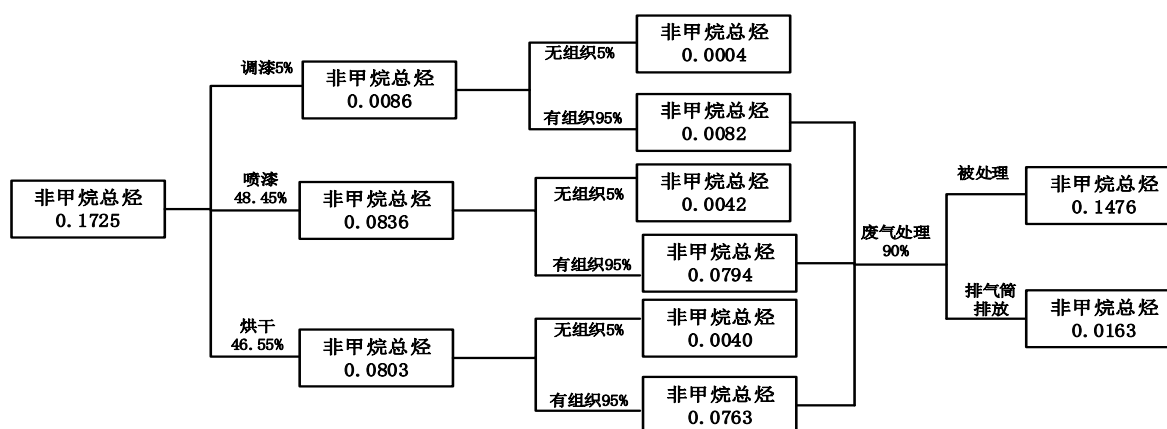 非甲烷总烃
0.1725
调漆5%
非甲烷总烃
0.0086
无组织5%
非甲烷总烃
0.0004
有组织95%
非甲烷总烃
0.0082
喷漆
48.45%
非甲烷总烃
0.0836
无组织5%
非甲烷总烃
0.0042
有组织95%
非甲烷总烃
0.0794
烘干
46.55%
非甲烷总烃
0.0803
无组织5%
非甲烷总烃
0.0040
有组织95%
非甲烷总烃
0.0763
废气处理
90%
被处理
非甲烷总烃
0.1476
排气筒
排放
非甲烷总烃
0.0163